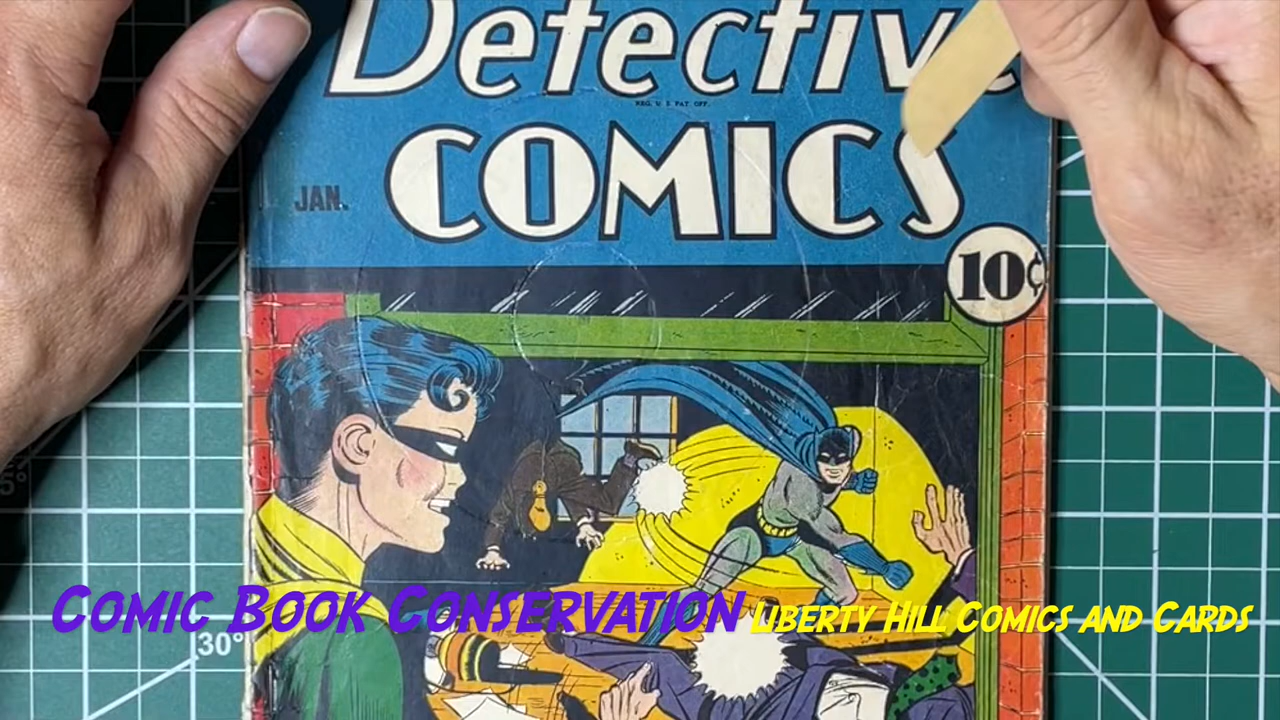 Detective
REG. U. S. PAT. OFF.
COMICS
JAN.
10¢
Comic Book Conservation Liberty Hill Comics and Cards
30°